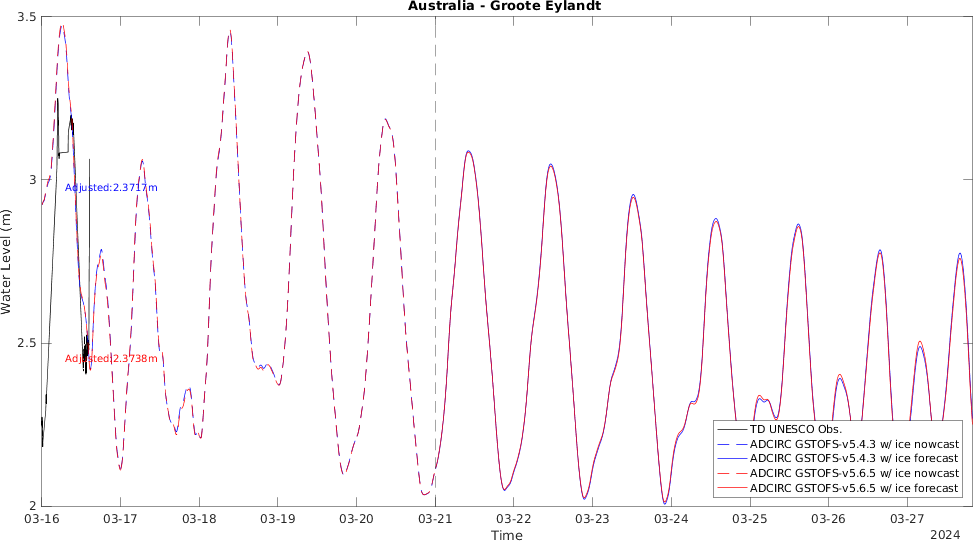 Australia - Groote Eylandt
3.5
3
2.5
2
Water Level (m)
Adjusted:2.3717m
Adjusted:2.3738m
TD UNESCO Obs.
ADCIRC GSTOFS-v5.4.3 w/ ice nowcast
ADCIRC GSTOFS-v5.4.3 w/ ice forecast
ADCIRC GSTOFS-v5.6.5 w/ ice nowcast
ADCIRC GSTOFS-v5.6.5 w/ ice forecast
03-16 03-17 03-18 03-19 03-20 03-21 03-22 03-23 03-24 03-25 03-26 03-27
Time
2024